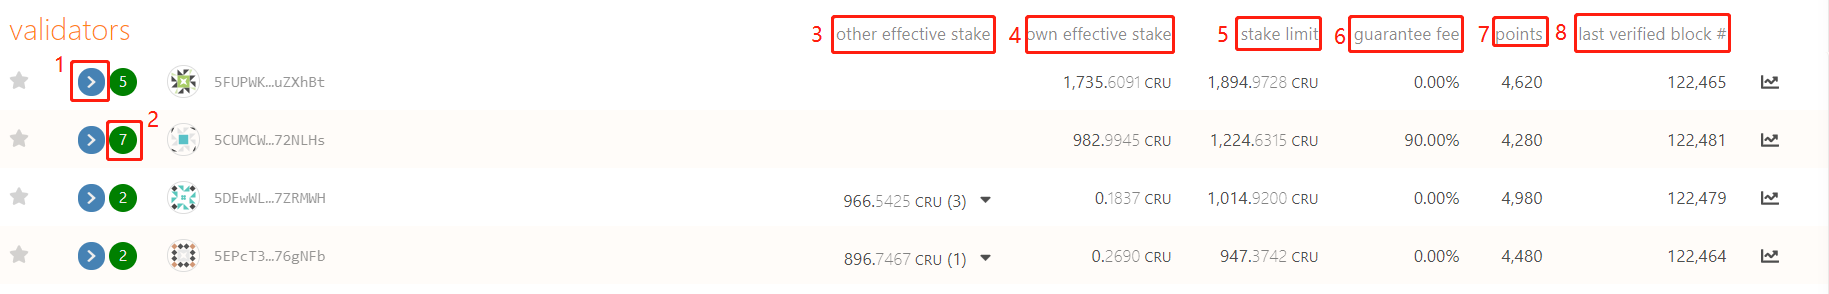 validators 3 other effective stake 4 own effective stake 5 stake limit 6 guarantee fee 7 points 8 last verified block #
1
5 5FUPWK…uZXhBt 1,735.6091 CRU 1,894.9728 CRU 0.00% 4,620 122,465
2
7 5CUMCW…72NLHs 982.9945 CRU 1,224.6315 CRU 90.00% 4,280 122,481
2 5DEwWL…7ZRMWH 966.5425 CRU (3) 0.1837 CRU 1,014.9200 CRU 0.00% 4,980 122,479
2 5EPcT3…76gNFb 896.7467 CRU (1) 0.2690 CRU 947.3742 CRU 0.00% 4,480 122,464